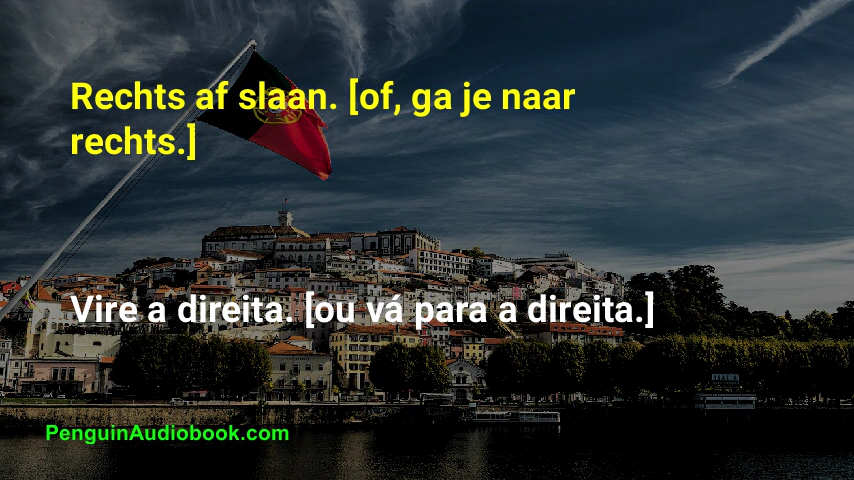 Rechts af slaan. [of, ga je naar
rechts.]
Vire a direita. [ou vá para a direita.]
PenguinAudiobook.com